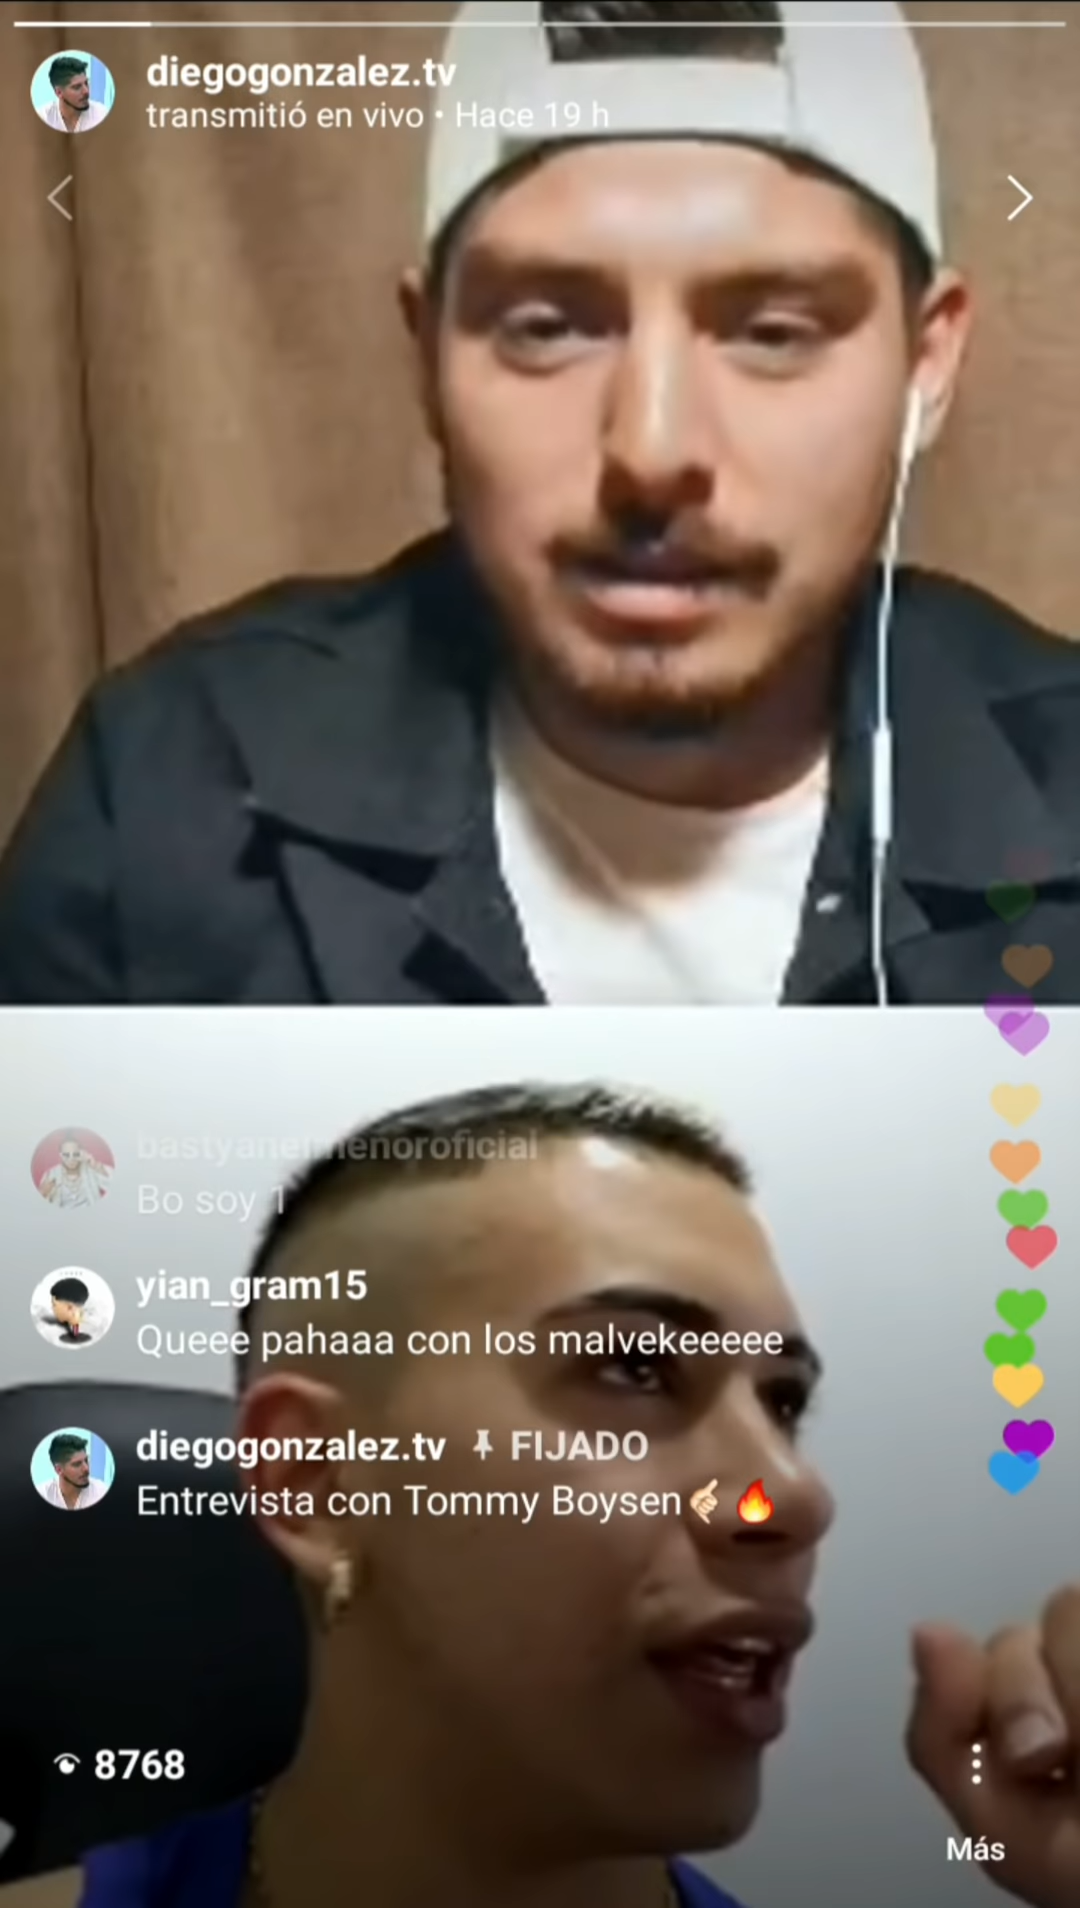 diegogonzalez.tv
transmitió en vivo • Hace 19 h
bastyanelmenoroficial
Bo soy 1
yian_gram15
Queee pahaaa con los malvekeeeee
diegogonzalez.tv FIJADO
Entrevista con Tommy Boysen🤙🏻🔥
8768
Más